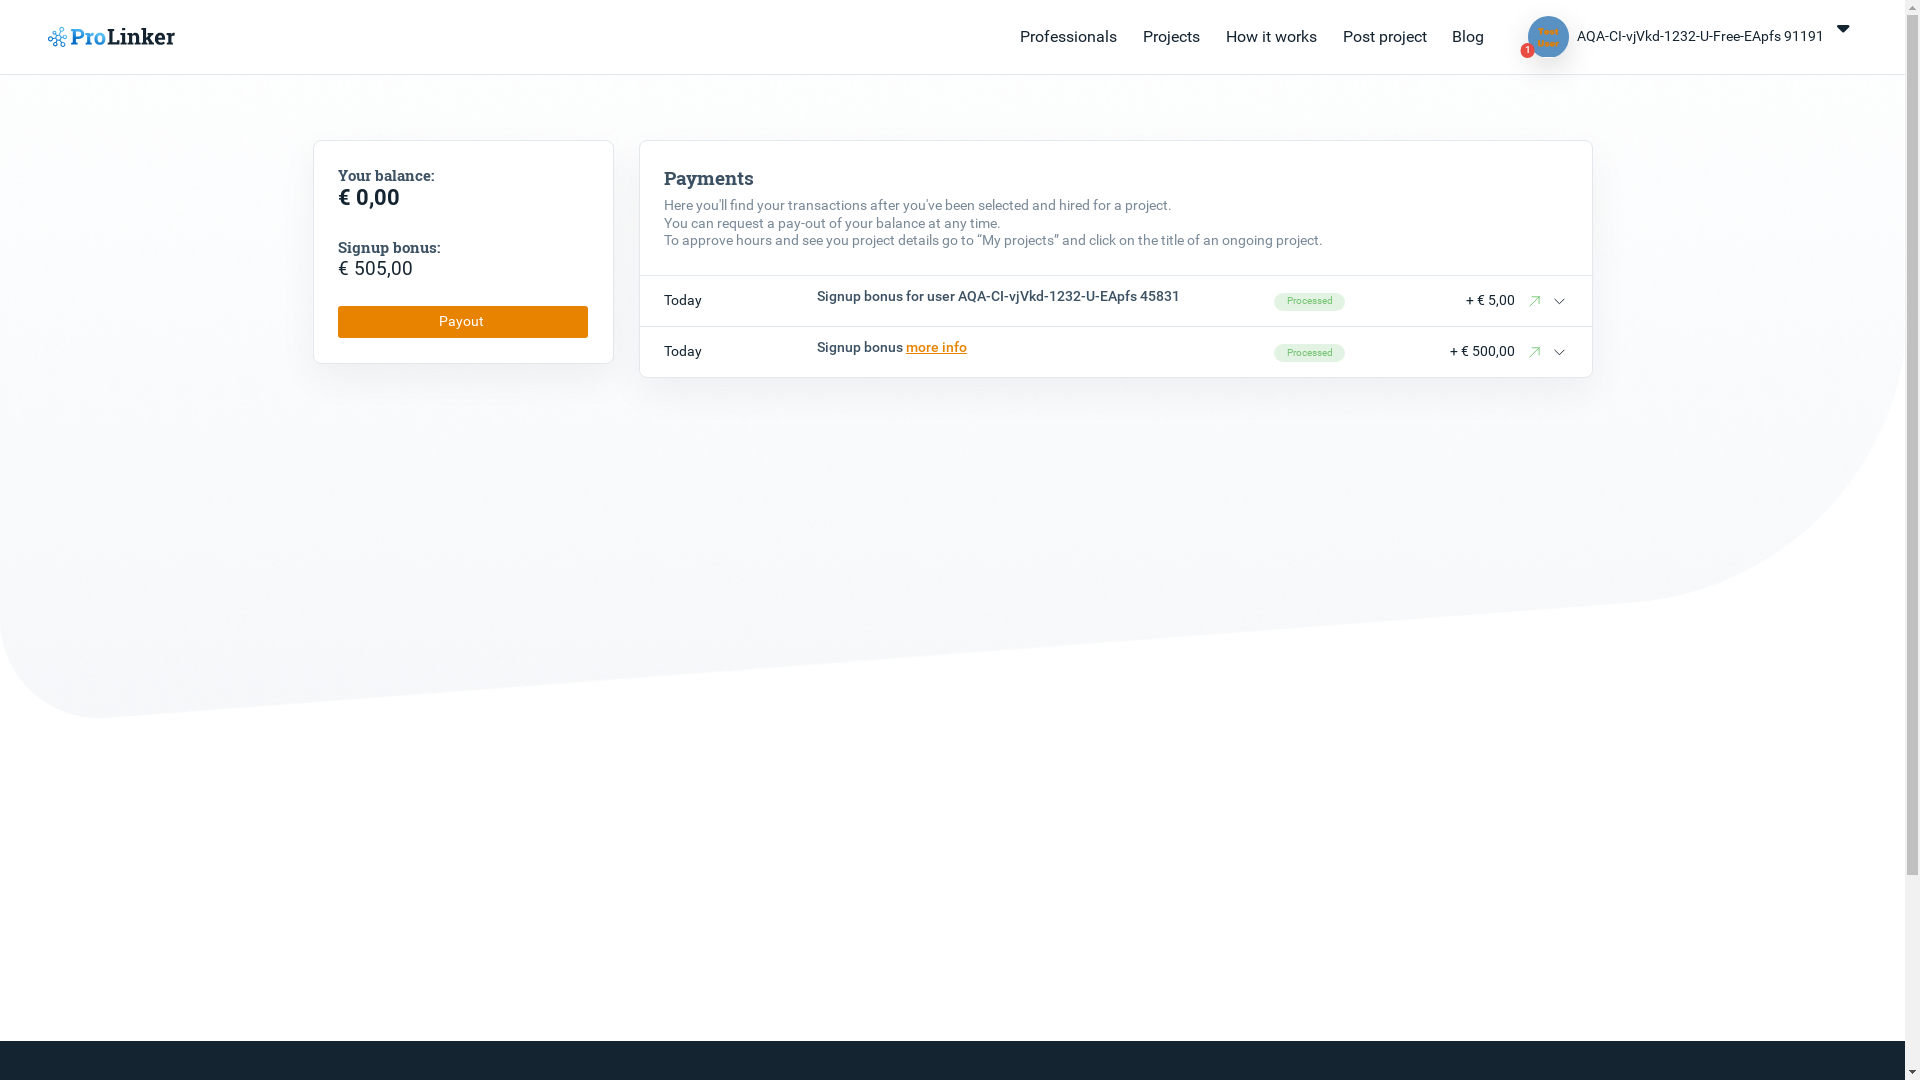 ProLinker
Professionals
Projects
How it works
Post project
Blog
Test
User
1
AQA-CI-vjVkd-1232-U-Free-EApfs 91191
Your balance:
€ 0,00
Signup bonus:
€ 505,00
Payout
Payments
Here you'll find your transactions after you've been selected and hired for a project.
You can request a pay-out of your balance at any time.
To approve hours and see you project details go to “My projects” and click on the title of an ongoing project.
Today Signup bonus for user AQA-CI-vjVkd-1232-U-EApfs 45831 Processed + € 5,00
Today Signup bonus more info Processed + € 500,00